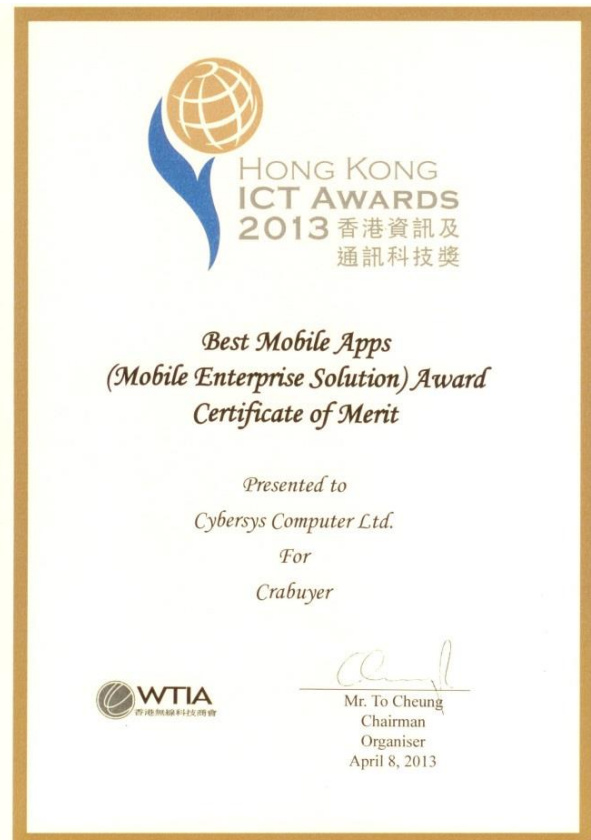 HONG KONG
ICT AWARDS
2013 香港資訊及
通訊科技獎
Best Mobile Apps
(Mobile Enterprise Solution) Award
Certificate of Merit
Presented to
Cybersys Computer Ltd.
For
Crabuyer
WTIA
香港無線科技商會
Mr. To Cheung
Chairman
Organiser
April 8, 2013